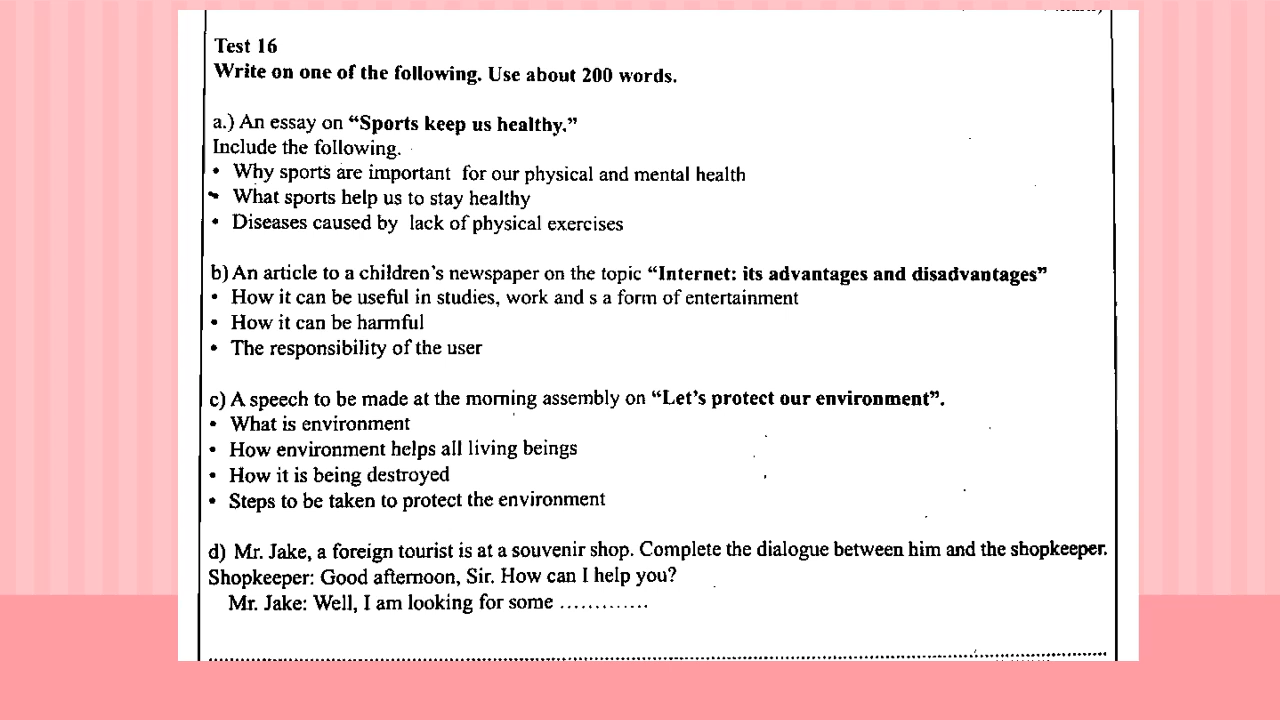 Test 16
Write on one of the following. Use about 200 words.
a.) An essay on “Sports keep us healthy.”
Include the following.
• Why sports are important for our physical and mental health
• What sports help us to stay healthy
• Diseases caused by lack of physical exercises
b) An article to a children's newspaper on the topic “Internet: its advantages and disadvantages”
• How it can be useful in studies, work and s a form of entertainment
• How it can be harmful
• The responsibility of the user
c) A speech to be made at the morning assembly on “Let's protect our environment”.
• What is environment
• How environment helps all living beings
• How it is being destroyed
• Steps to be taken to protect the environment
d) Mr. Jake, a foreign tourist is at a souvenir shop. Complete the dialogue between him and the shopkeeper.
Shopkeeper: Good afternoon, Sir. How can I help you?
Mr. Jake: Well, I am looking for some .............